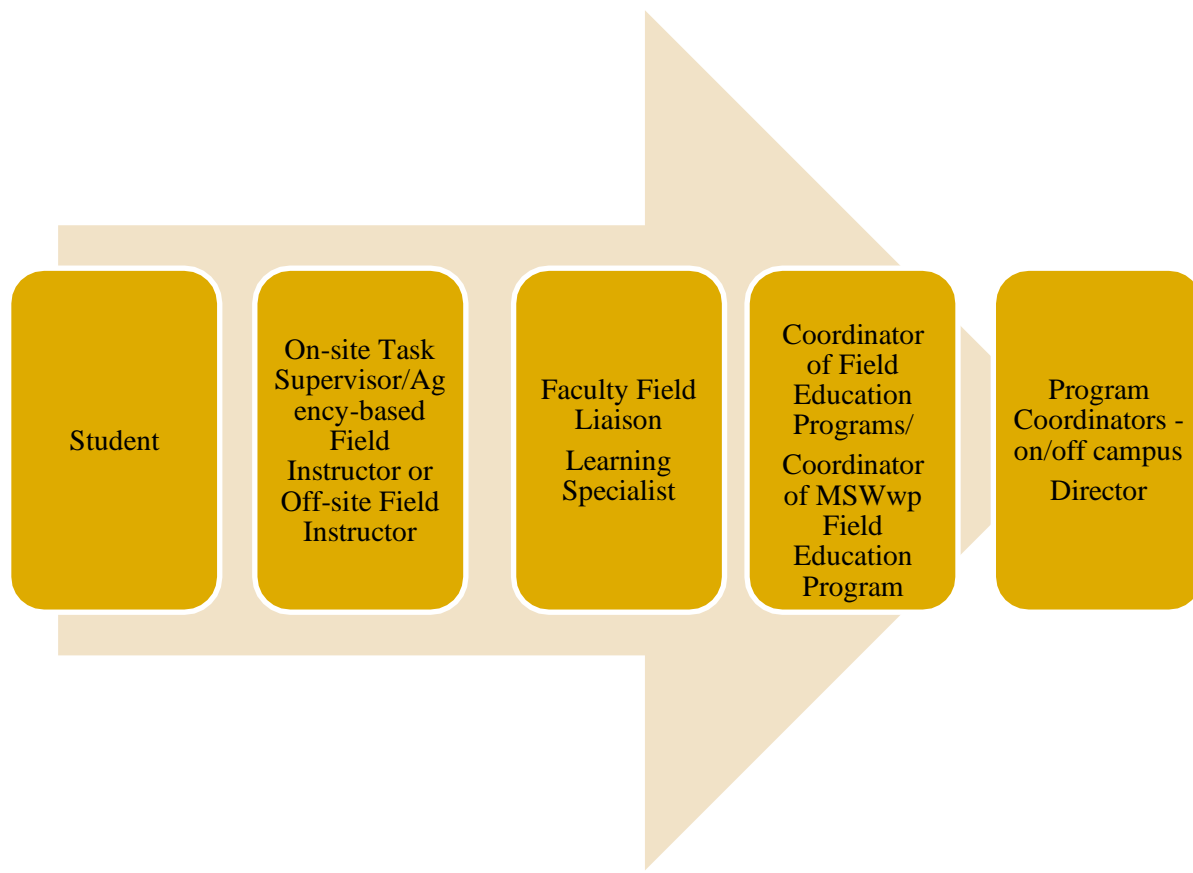 Student
On-site Task
Supervisor/Ag
ency-based
Field
Instructor or
Off-site Field
Instructor
Faculty Field
Liaison
Learning
Specialist
Coordinator
of Field
Education
Programs/
Coordinator
of MSWwp
Field
Education
Program
Program
Coordinators -
on/off campus
Director